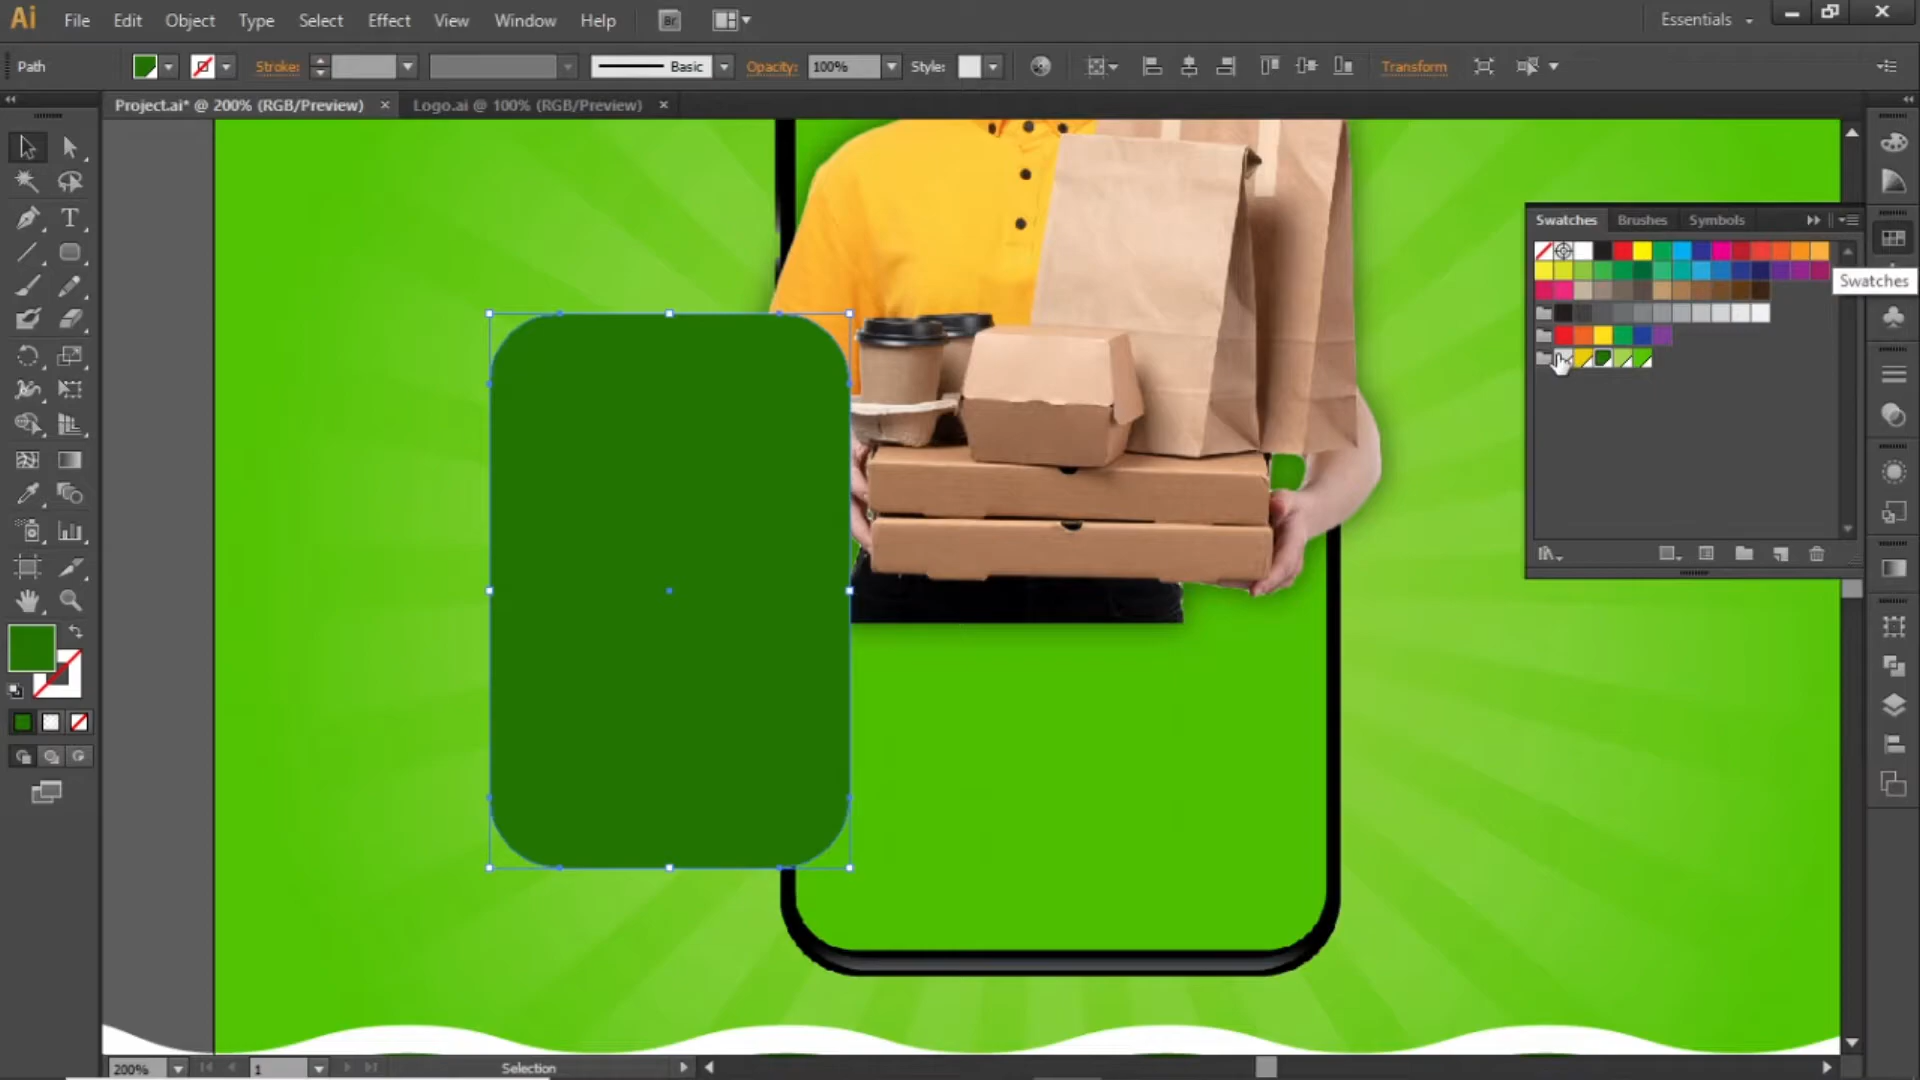 Ai File Edit Object Type Select Effect View Window Help Br Essentials
Path Stroke: Basic Opacity: 100% Style: Transform
Project.ai* @ 200% (RGB/Preview) × Logo.ai @ 100% (RGB/Preview) ×
Swatches Brushes Symbols
Swatches
T
200% 1 Selection